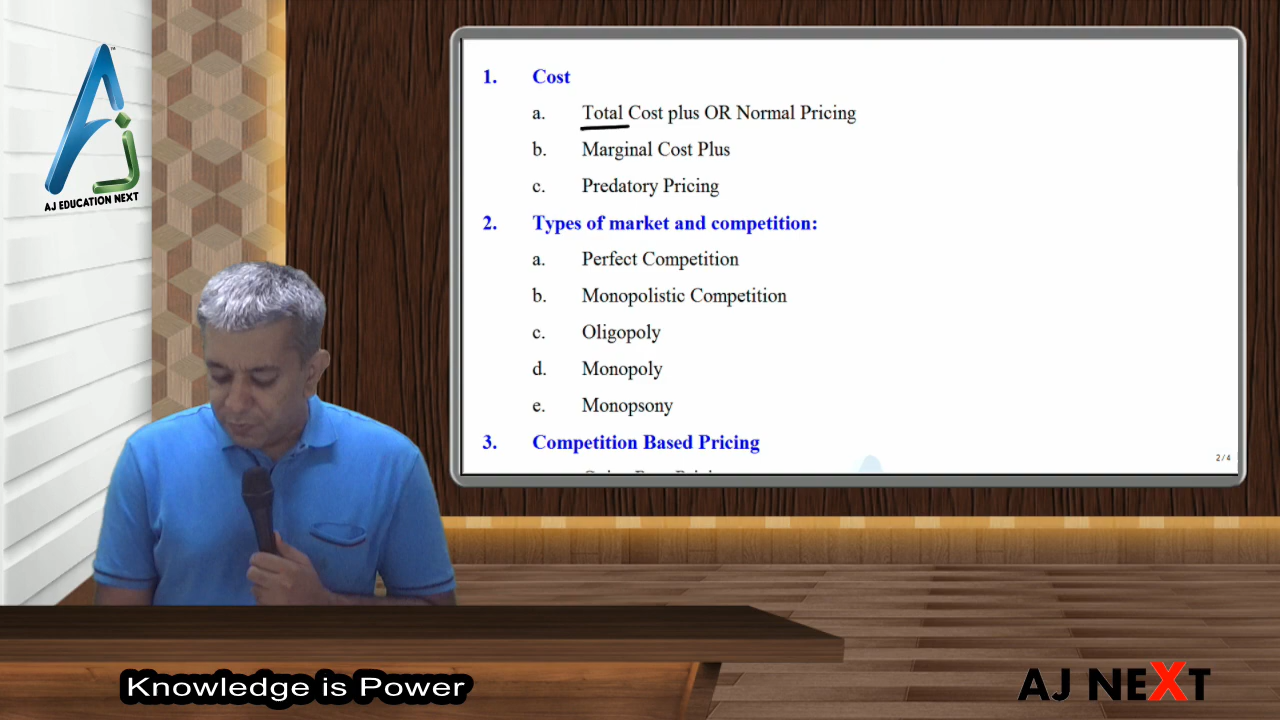 AJ EDUCATION NEXT
1. Cost
a. Total Cost plus OR Normal Pricing
b. Marginal Cost Plus
c. Predatory Pricing
2. Types of market and competition:
a. Perfect Competition
b. Monopolistic Competition
c. Oligopoly
d. Monopoly
e. Monopsony
3. Competition Based Pricing
2/4
Knowledge is Power
AJ NEXT